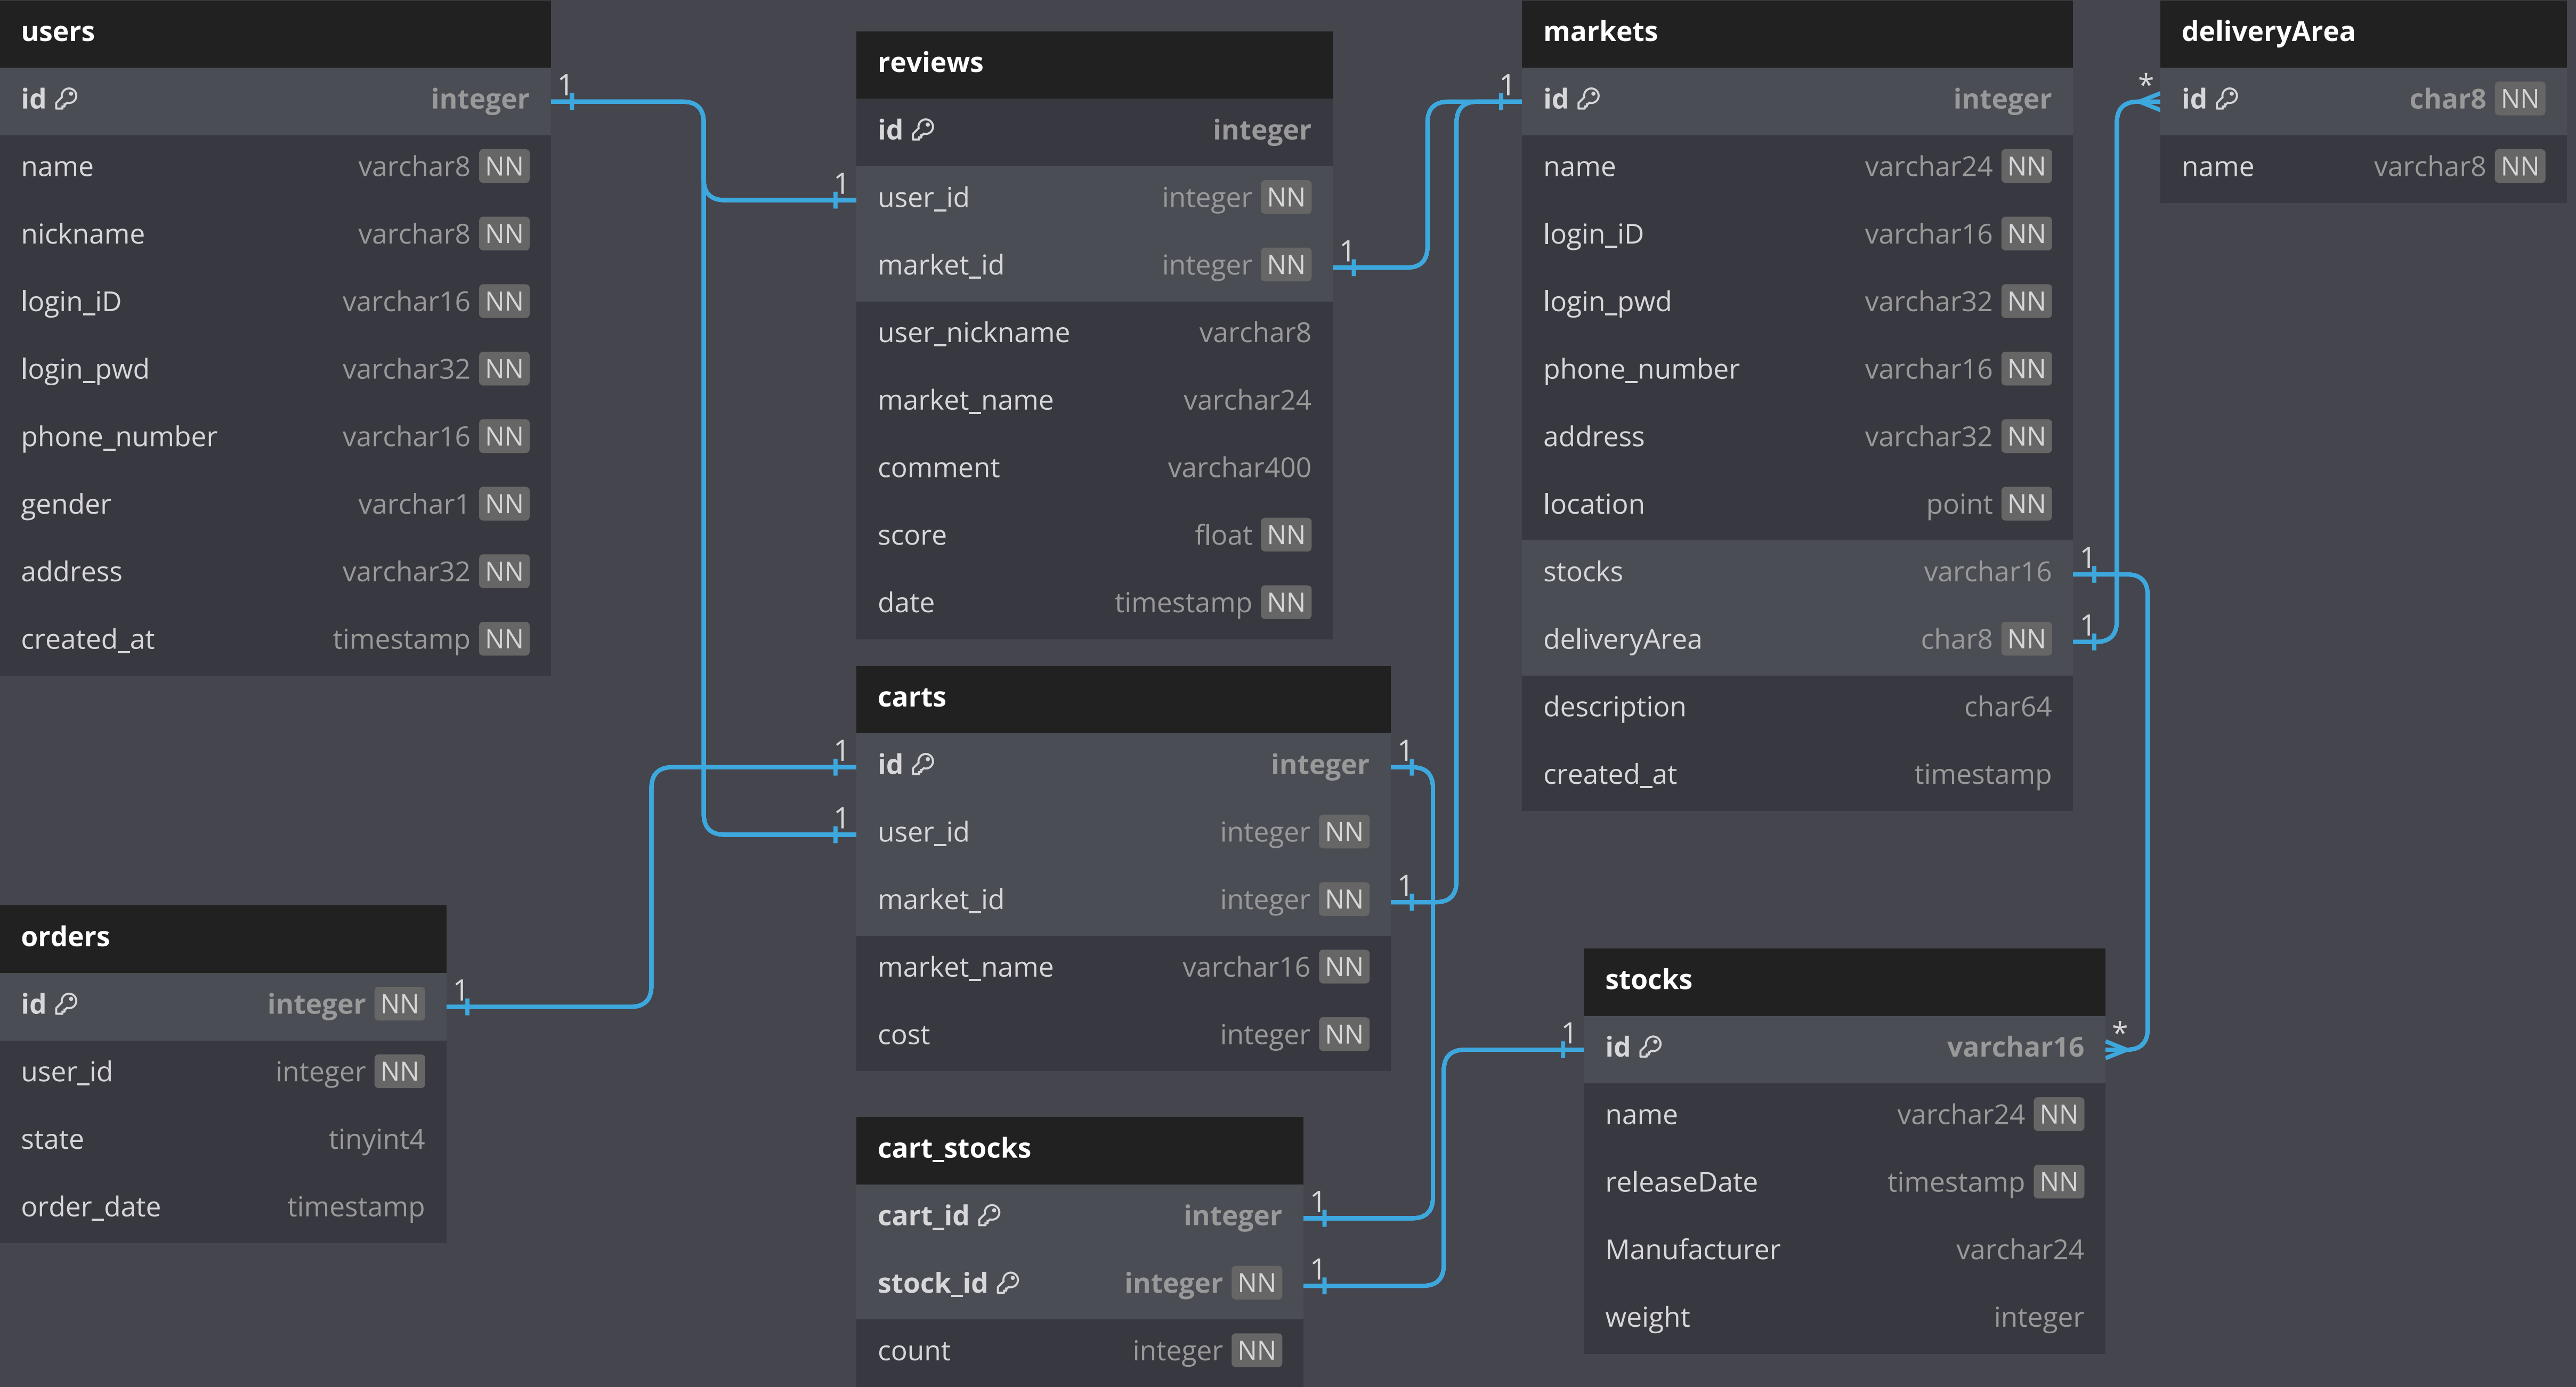 users
id integer
name varchar8 NN
nickname varchar8 NN
login_iD varchar16 NN
login_pwd varchar32 NN
phone_number varchar16 NN
gender varchar1 NN
address varchar32 NN
created_at timestamp NN
1
reviews
id integer
1
user_id integer NN
market_id integer NN
1
user_nickname varchar8
market_name varchar24
comment varchar400
score float NN
date timestamp NN
markets
1
id integer
name varchar24 NN
login_iD varchar16 NN
login_pwd varchar32 NN
phone_number varchar16 NN
address varchar32 NN
location point NN
stocks varchar16
1
deliveryArea char8 NN
1
description char64
created_at timestamp
deliveryArea
*
id char8 NN
name varchar8 NN
carts
1
id integer
1
1
user_id integer NN
market_id integer NN
1
market_name varchar16 NN
cost integer NN
orders
id integer NN
1
user_id integer NN
state tinyint4
order_date timestamp
cart_stocks
cart_id integer
1
stock_id integer NN
1
count integer NN
stocks
1
id varchar16
*
name varchar24 NN
releaseDate timestamp NN
Manufacturer varchar24
weight integer